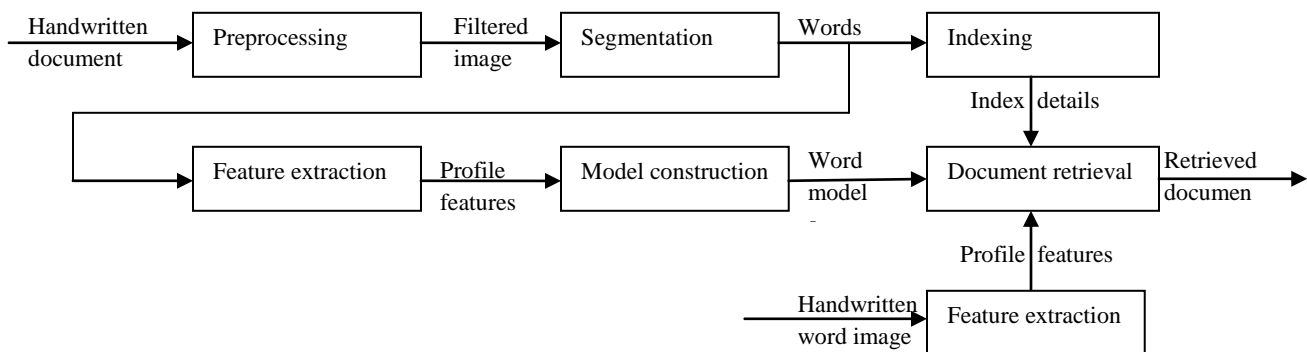 Handwritten
document
Preprocessing
Filtered
image
Segmentation
Words
Indexing
Index details
Feature extraction
Profile
features
Model construction
Word
model
Document retrieval
Retrieved
documen
Profile features
Handwritten
word image
Feature extraction